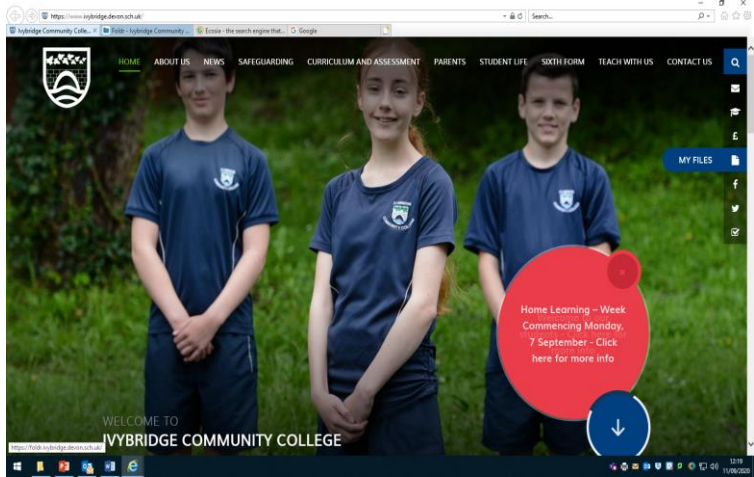 https://www.ivybridge.devon.sch.uk/
Search...
Ivybridge Community Colle...
Foldr - Ivybridge Community ...
Ecosia - the search engine that...
Google
HOME ABOUT US NEWS SAFEGUARDING CURRICULUM AND ASSESSMENT PARENTS STUDENT LIFE SIXTH FORM TEACH WITH US CONTACT US
MY FILES
Home Learning – Week
Commencing Monday,
7 September - Click
here for more info
WELCOME TO
IVYBRIDGE COMMUNITY COLLEGE
https://foldr.ivybridge.devon.sch.uk/
12:19
11/09/2020